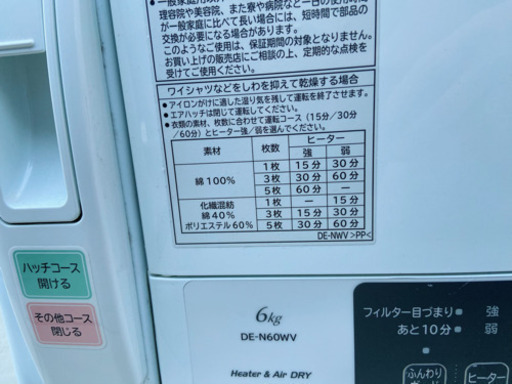 ●一般家庭用以外
理容院や美容院、また寮や病院など一日の使用時間
が一般家庭に比べて長い場合には、短時間で部品の
交換が必要になる場合があります。
このようなご使用は、保証期間の対象となりません。
お買い上げの販売店にご相談の上、定期的な点検を
受けてご使用ください。
ワイシャツなどをしわを抑えて乾燥する場合
●アイロンがけに適した湿り気を残して運転を終了させます。
●エアハッチは閉じて運転してください。
●衣類の素材、枚数に合わせて運転コース(15分/30分
/60分)とヒーター強/弱を選んでください。
素材 枚数 ヒーター
強 弱
綿100% 1枚 15分 30分
3枚 30分 60分
5枚 60分 ー
化繊混紡 綿40% ポリエステル60% 1枚 ー 15分
3枚 15分 30分
5枚 30分 60分
DE-NWV >PP<
ハッチコース
開ける
その他コース
閉じる
6kg
DE-N60WV
Heater & Air DRY
フィルター目づまり 強
あと10分 弱
ふんわり
ヒーター